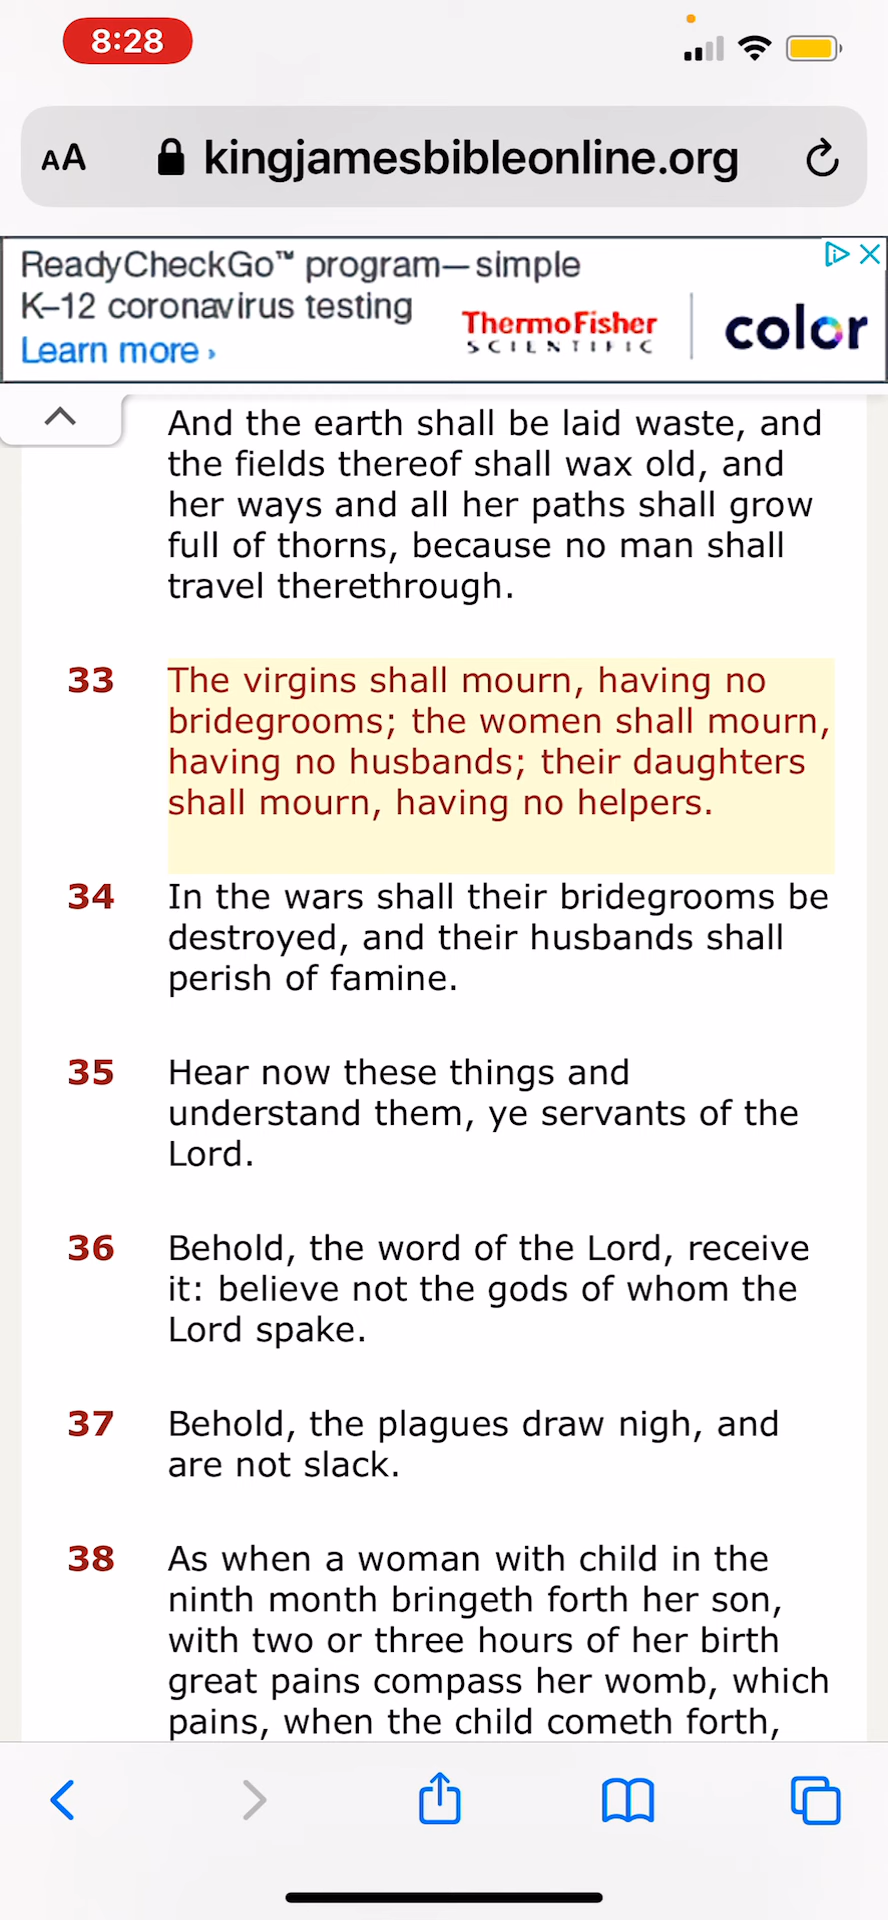 8:28
AA kingjamesbibleonline.org
ReadyCheckGo™ program—simple
K–12 coronavirus testing
Learn more ›
ThermoFisher
SCIENTIFIC
color
And the earth shall be laid waste, and
the fields thereof shall wax old, and
her ways and all her paths shall grow
full of thorns, because no man shall
travel therethrough.
33 The virgins shall mourn, having no
bridegrooms; the women shall mourn,
having no husbands; their daughters
shall mourn, having no helpers.
34 In the wars shall their bridegrooms be
destroyed, and their husbands shall
perish of famine.
35 Hear now these things and
understand them, ye servants of the
Lord.
36 Behold, the word of the Lord, receive
it: believe not the gods of whom the
Lord spake.
37 Behold, the plagues draw nigh, and
are not slack.
38 As when a woman with child in the
ninth month bringeth forth her son,
with two or three hours of her birth
great pains compass her womb, which
pains, when the child cometh forth,